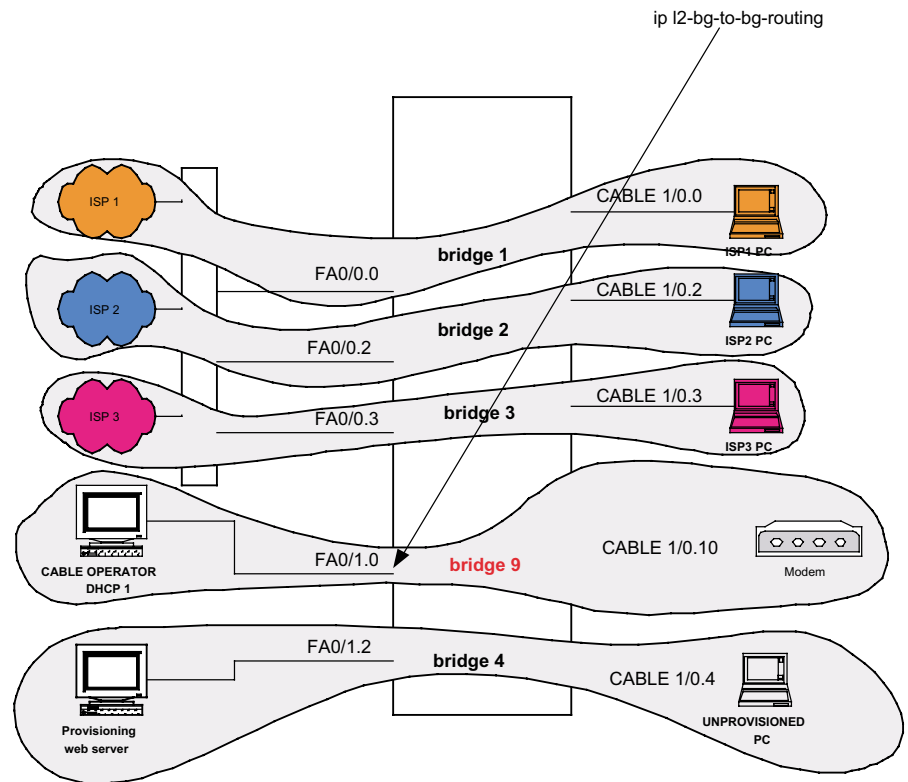 ip l2-bg-to-bg-routing
ISP 1
CABLE 1/0.0
bridge 1
ISP1 PC
FA0/0.0
ISP 2
CABLE 1/0.2
bridge 2
ISP2 PC
FA0/0.2
ISP 3
CABLE 1/0.3
bridge 3
FA0/0.3
ISP3 PC
CABLE OPERATOR
DHCP 1
FA0/1.0
bridge 9
CABLE 1/0.10
Modem
FA0/1.2
bridge 4
CABLE 1/0.4
Provisioning
web server
UNPROVISIONED
PC